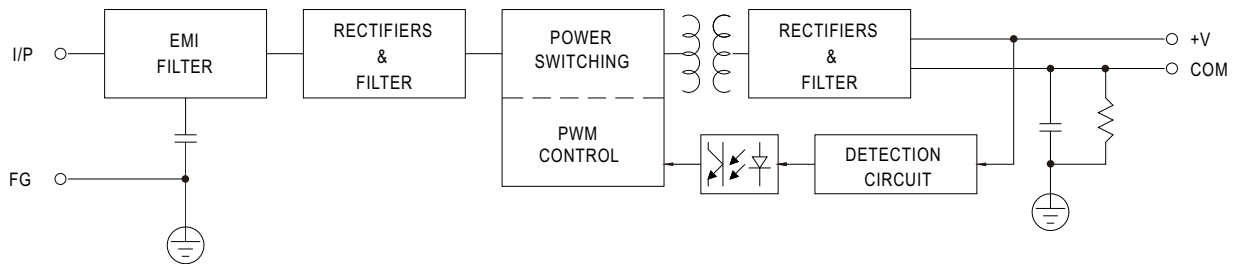 I/P
EMI
FILTER
RECTIFIERS
&
FILTER
POWER
SWITCHING
PWM
CONTROL
RECTIFIERS
&
FILTER
+V
COM
DETECTION
CIRCUIT
FG